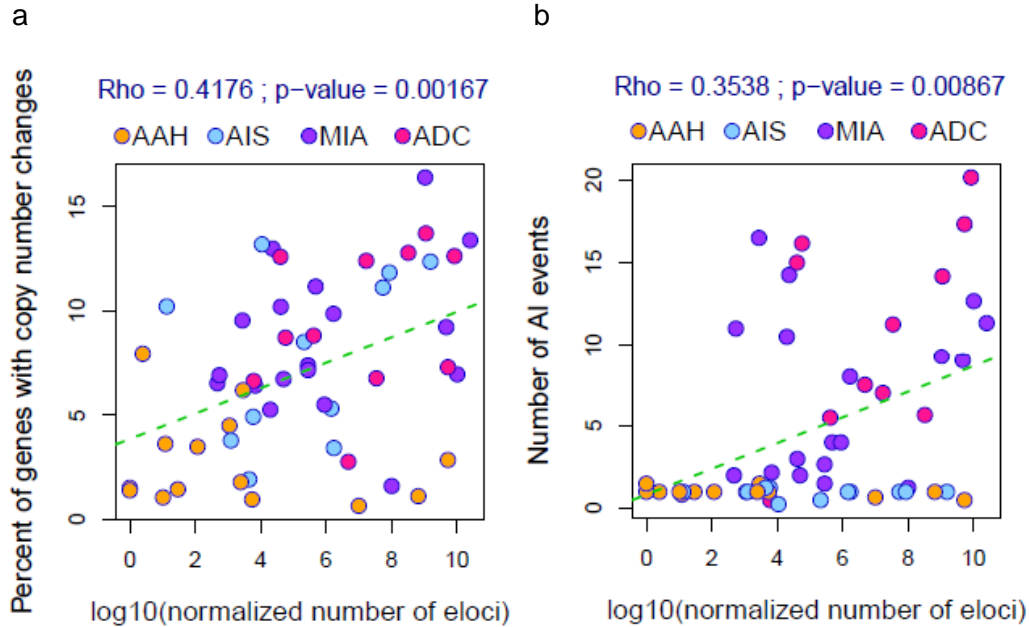 a
Rho = 0.4176 ; p−value = 0.00167
AAH AIS MIA ADC
Percent of genes with copy number changes
15
10
5
0
0 2 4 6 8 10
log10(normalized number of eloci)
b
Rho = 0.3538 ; p−value = 0.00867
AAH AIS MIA ADC
Number of AI events
20
15
10
5
0
0 2 4 6 8 10
log10(normalized number of eloci)